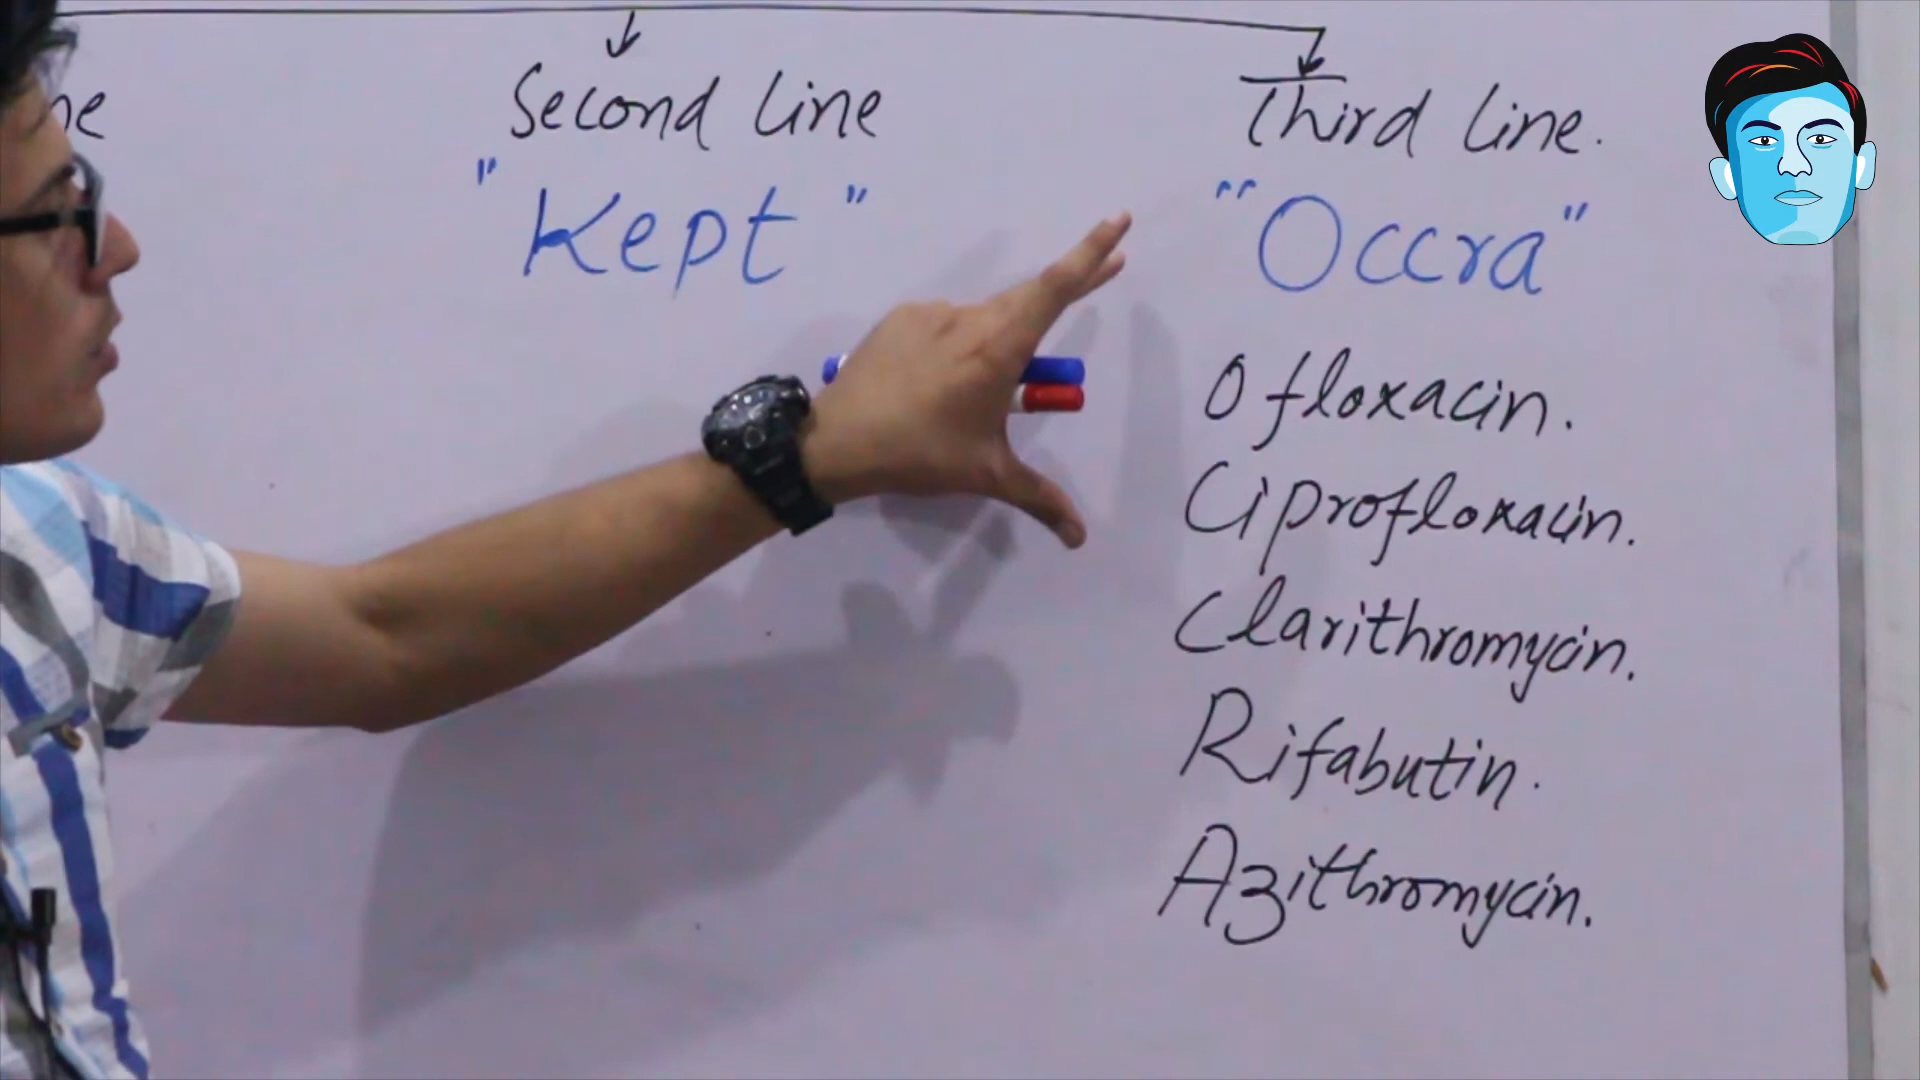 Second line
"Kept"
Third line.
"Occra"
Ofloxacin.
Ciprofloxacin.
Clarithromycin.
Rifabutin.
Azithromycin.